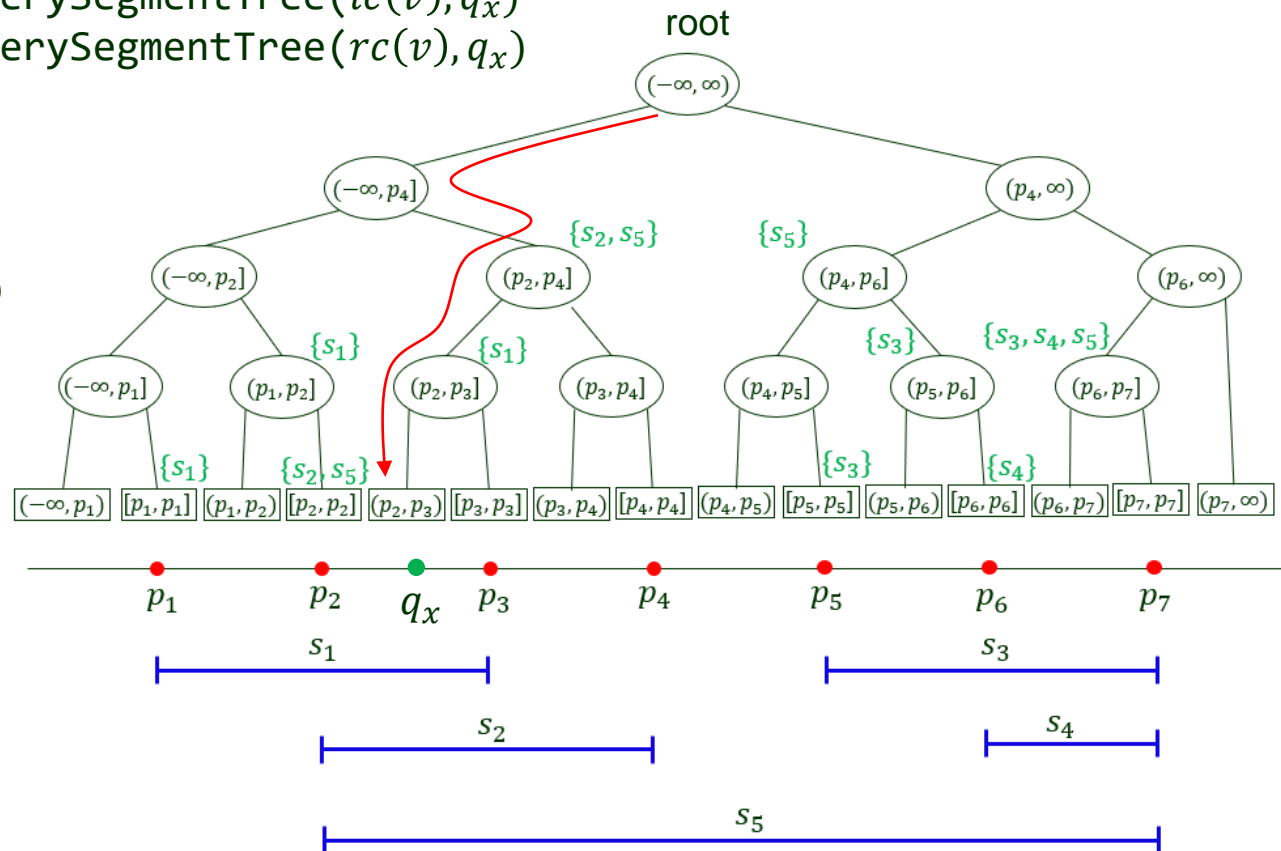 erySegmentTree(lc(v), qₓ)
erySegmentTree(rc(v), qₓ)
root
(-∞, ∞)
(-∞, p₄] (p₄, ∞)
{s₂, s₅} {s₅}
(-∞, p₂] (p₂, p₄] (p₄, p₆] (p₆, ∞)
)
{s₁} {s₁} {s₃} {s₃, s₄, s₅}
(-∞, p₁] (p₁, p₂] (p₂, p₃] (p₃, p₄] (p₄, p₅] (p₅, p₆] (p₆, p₇]
{s₁} {s₂, s₅} {s₃} {s₄}
(-∞, p₁) [p₁, p₁] (p₁, p₂) [p₂, p₂] (p₂, p₃) [p₃, p₃] (p₃, p₄) [p₄, p₄] (p₄, p₅) [p₅, p₅] (p₅, p₆) [p₆, p₆] (p₆, p₇) [p₇, p₇] (p₇, ∞)
p₁ p₂ qₓ p₃ p₄ p₅ p₆ p₇
s₁ s₃
s₂ s₄
s₅